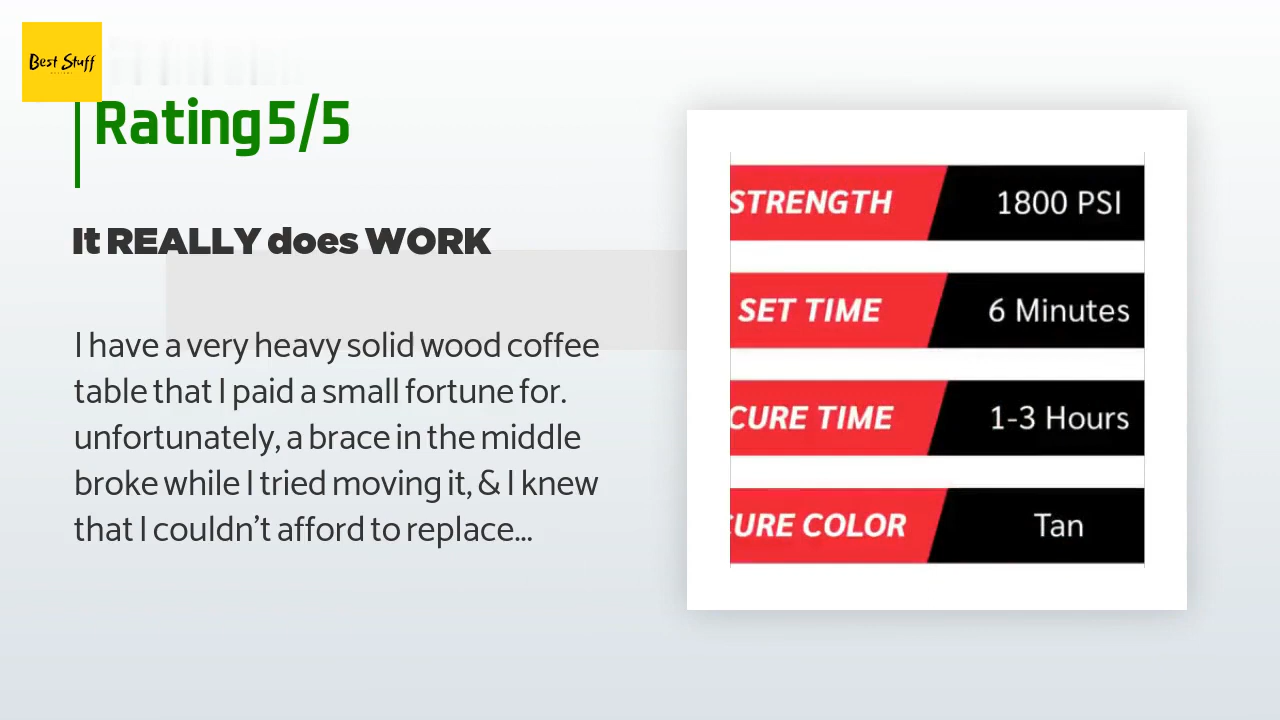 Best Stuff
Rating 5/5
It REALLY does WORK
I have a very heavy solid wood coffee
table that I paid a small fortune for.
unfortunately, a brace in the middle
broke while I tried moving it, & I knew
that I couldn't afford to replace...
STRENGTH 1800 PSI
SET TIME 6 Minutes
CURE TIME 1-3 Hours
CURE COLOR Tan